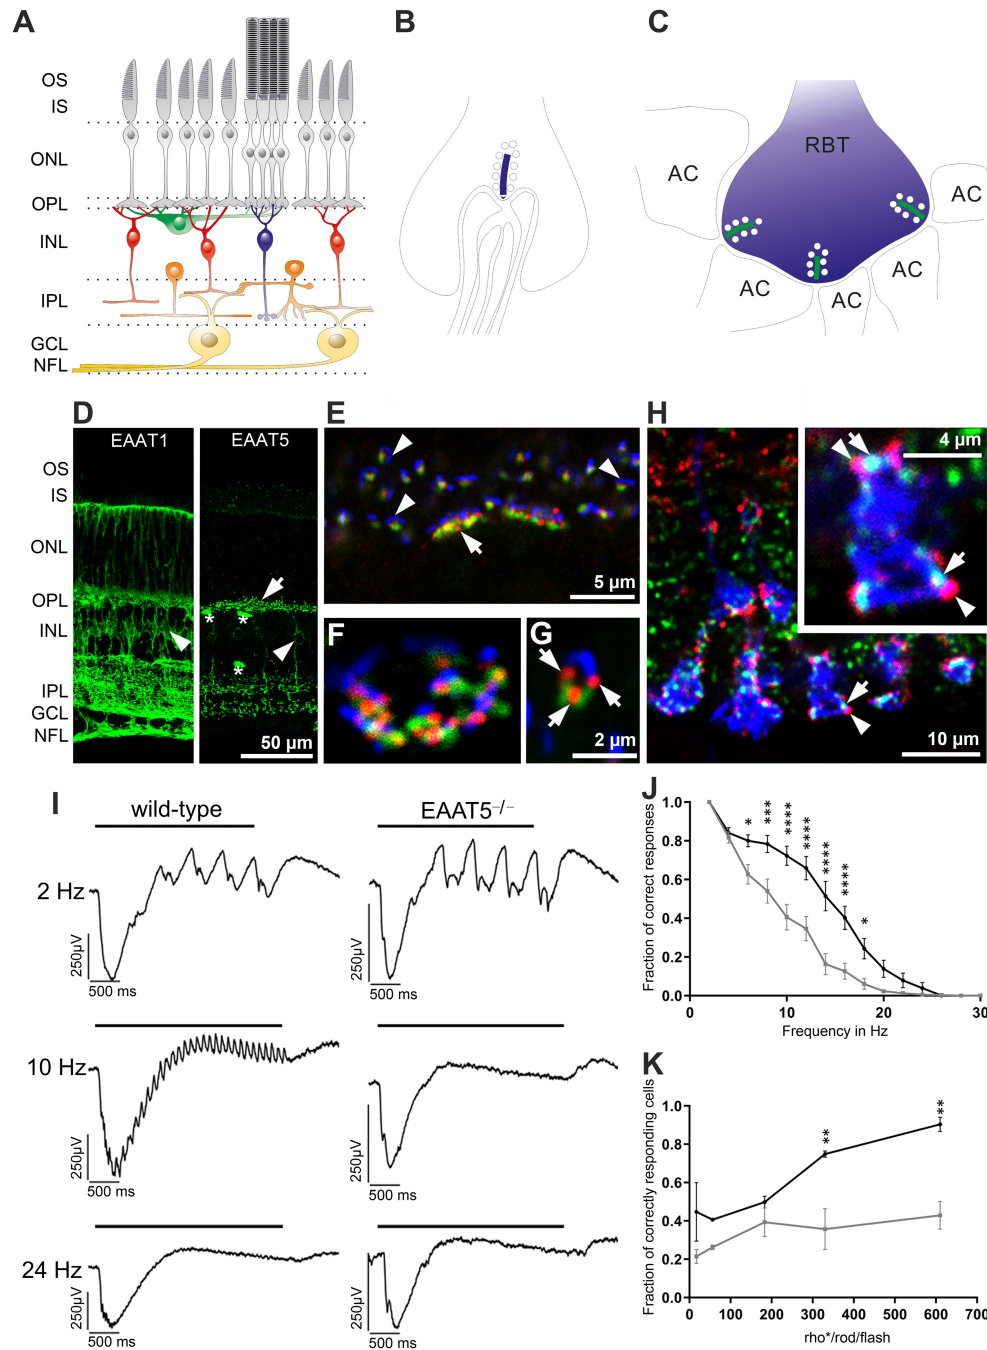 A
OS
IS
ONL
OPL
INL
IPL
GCL
NFL
B
C
RBT
AC
AC
AC
AC
AC
D
EAAT1
EAAT5
OS
IS
ONL
OPL
INL
IPL
GCL
NFL
*
*
*
50 µm
E
5 µm
F
G
2 µm
H
4 µm
10 µm
I
wild-type
EAAT5–/–
2 Hz
250µV
500 ms
250µV
500 ms
10 Hz
250µV
500 ms
250µV
500 ms
24 Hz
250µV
500 ms
250µV
500 ms
J
Fraction of correct responses
1.0
0.8
0.6
0.4
0.2
0.0
*
***
****
****
****
****
*
0
10
20
30
Frequency in Hz
K
Fraction of correctly responding cells
1.0
0.8
0.6
0.4
0.2
0.0
**
**
0
100
200
300
400
500
600
700
rho*/rod/flash